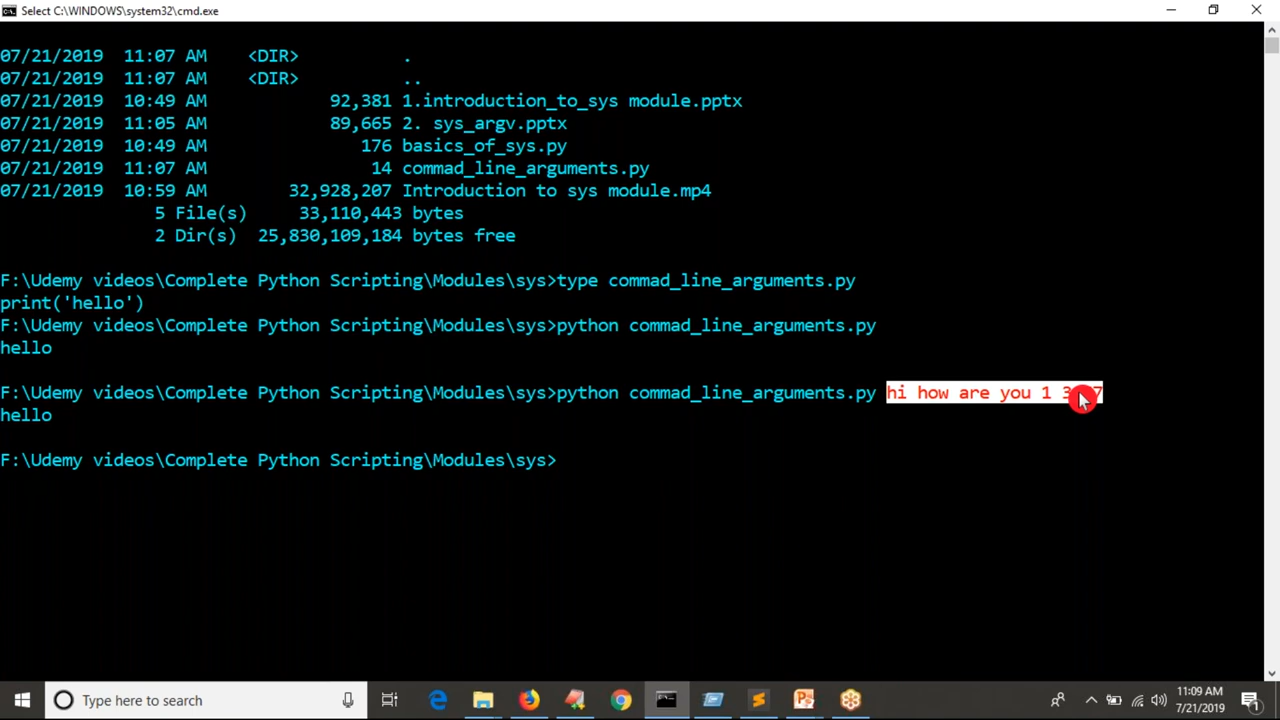 Select C:\WINDOWS\system32\cmd.exe
07/21/2019 11:07 AM <DIR> .
07/21/2019 11:07 AM <DIR> ..
07/21/2019 10:49 AM 92,381 1.introduction_to_sys module.pptx
07/21/2019 11:05 AM 89,665 2. sys_argv.pptx
07/21/2019 10:49 AM 176 basics_of_sys.py
07/21/2019 11:07 AM 14 commad_line_arguments.py
07/21/2019 10:59 AM 32,928,207 Introduction to sys module.mp4
5 File(s) 33,110,443 bytes
2 Dir(s) 25,830,109,184 bytes free
F:\Udemy videos\Complete Python Scripting\Modules\sys>type commad_line_arguments.py
print('hello')
F:\Udemy videos\Complete Python Scripting\Modules\sys>python commad_line_arguments.py
hello
F:\Udemy videos\Complete Python Scripting\Modules\sys>python commad_line_arguments.py hi how are you 1 3 7
hello
F:\Udemy videos\Complete Python Scripting\Modules\sys>
Type here to search
11:09 AM
7/21/2019
1